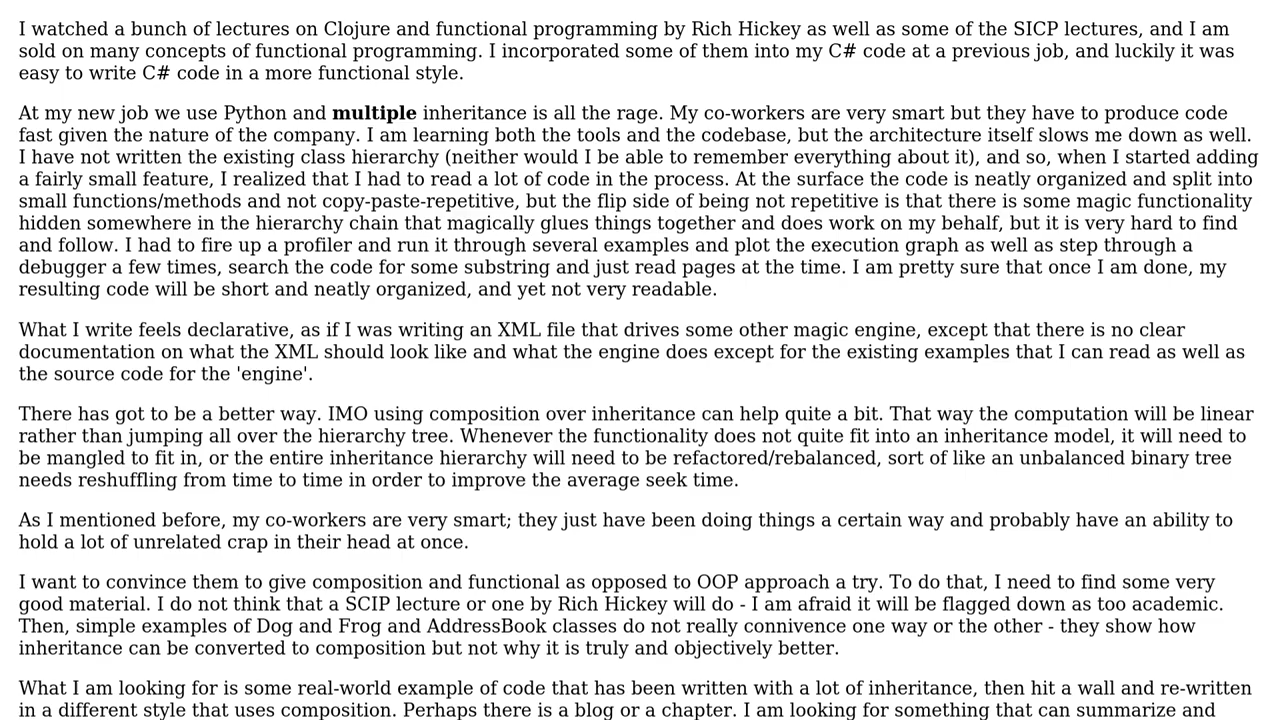 I watched a bunch of lectures on Clojure and functional programming by Rich Hickey as well as some of the SICP lectures, and I am
sold on many concepts of functional programming. I incorporated some of them into my C# code at a previous job, and luckily it was
easy to write C# code in a more functional style.
At my new job we use Python and multiple inheritance is all the rage. My co-workers are very smart but they have to produce code
fast given the nature of the company. I am learning both the tools and the codebase, but the architecture itself slows me down as well.
I have not written the existing class hierarchy (neither would I be able to remember everything about it), and so, when I started adding
a fairly small feature, I realized that I had to read a lot of code in the process. At the surface the code is neatly organized and split into
small functions/methods and not copy-paste-repetitive, but the flip side of being not repetitive is that there is some magic functionality
hidden somewhere in the hierarchy chain that magically glues things together and does work on my behalf, but it is very hard to find
and follow. I had to fire up a profiler and run it through several examples and plot the execution graph as well as step through a
debugger a few times, search the code for some substring and just read pages at the time. I am pretty sure that once I am done, my
resulting code will be short and neatly organized, and yet not very readable.
What I write feels declarative, as if I was writing an XML file that drives some other magic engine, except that there is no clear
documentation on what the XML should look like and what the engine does except for the existing examples that I can read as well as
the source code for the 'engine'.
There has got to be a better way. IMO using composition over inheritance can help quite a bit. That way the computation will be linear
rather than jumping all over the hierarchy tree. Whenever the functionality does not quite fit into an inheritance model, it will need to
be mangled to fit in, or the entire inheritance hierarchy will need to be refactored/rebalanced, sort of like an unbalanced binary tree
needs reshuffling from time to time in order to improve the average seek time.
As I mentioned before, my co-workers are very smart; they just have been doing things a certain way and probably have an ability to
hold a lot of unrelated crap in their head at once.
I want to convince them to give composition and functional as opposed to OOP approach a try. To do that, I need to find some very
good material. I do not think that a SCIP lecture or one by Rich Hickey will do - I am afraid it will be flagged down as too academic.
Then, simple examples of Dog and Frog and AddressBook classes do not really connivence one way or the other - they show how
inheritance can be converted to composition but not why it is truly and objectively better.
What I am looking for is some real-world example of code that has been written with a lot of inheritance, then hit a wall and re-written
in a different style that uses composition. Perhaps there is a blog or a chapter. I am looking for something that can summarize and